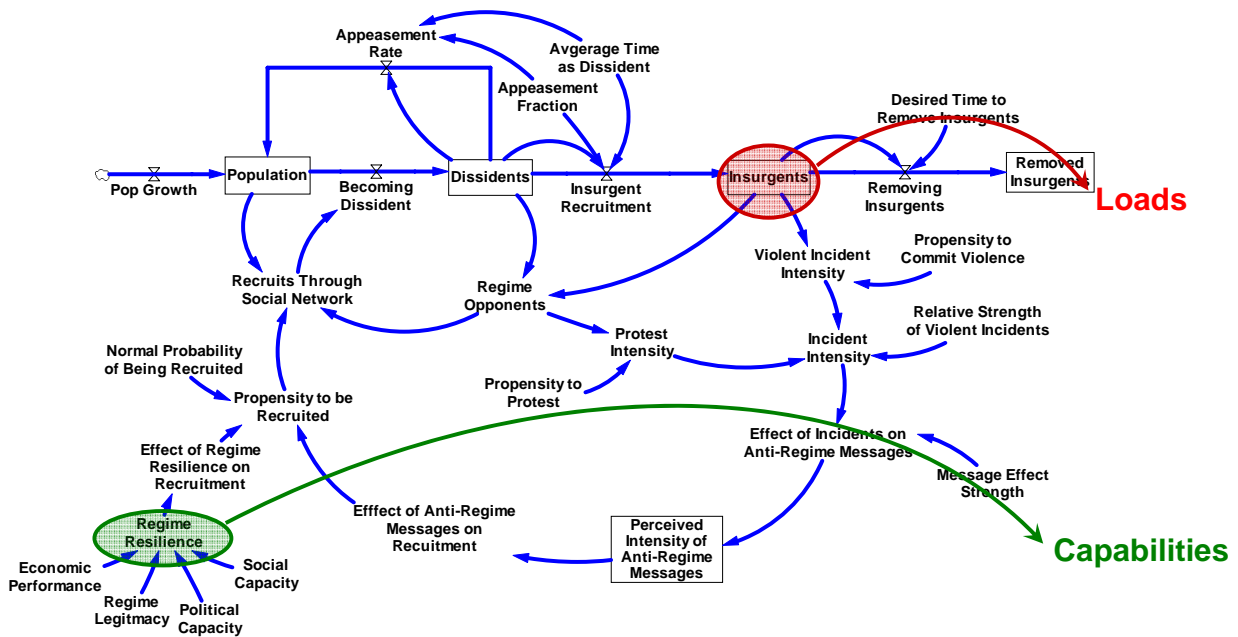 Appeasement
Rate
Avgerage Time
as Dissident
Appeasement
Fraction
Desired Time to
Remove Insurgents
Pop Growth
Population
Becoming
Dissident
Dissidents
Insurgent
Recruitment
Insurgents
Removing
Insurgents
Removed
Insurgents
Loads
Recruits Through
Social Network
Regime
Opponents
Violent Incident
Intensity
Propensity to
Commit Violence
Relative Strength
of Violent Incidents
Protest
Intensity
Incident
Intensity
Normal Probability
of Being Recruited
Propensity to
Protest
Propensity to be
Recruited
Effect of Regime
Resilience on
Recruitment
Effect of Incidents on
Anti-Regime Messages
Message Effect
Strength
Regime
Resilience
Efffect of Anti-Regime
Messages on
Recuitment
Perceived
Intensity of
Anti-Regime
Messages
Capabilities
Economic
Performance
Regime
Legitmacy
Political
Capacity
Social
Capacity